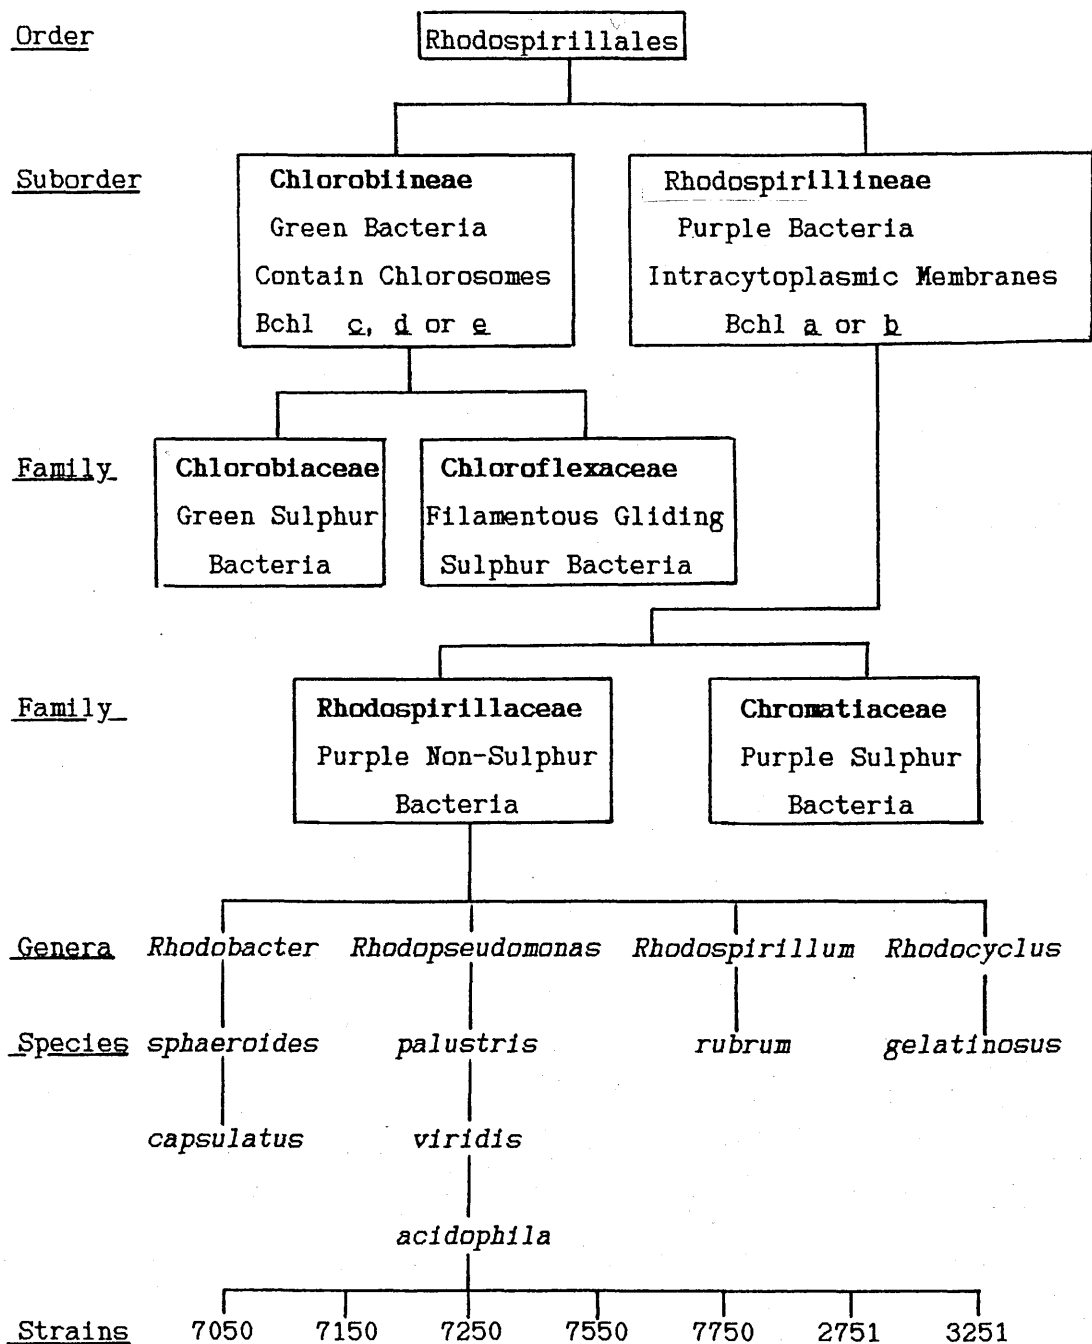 Order
Rhodospirillales
Suborder
Chlorobiineae
Green Bacteria
Contain Chlorosomes
Bchl c, d or e
Rhodospirillineae
Purple Bacteria
Intracytoplasmic Membranes
Bchl a or b
Family
Chlorobiaceae
Green Sulphur
Bacteria
Chloroflexaceae
Filamentous Gliding
Sulphur Bacteria
Family
Rhodospirillaceae
Purple Non-Sulphur
Bacteria
Chromatiaceae
Purple Sulphur
Bacteria
Genera Rhodobacter Rhodopseudomonas Rhodospirillum Rhodocyclus
Species sphaeroides palustris rubrum gelatinosus
capsulatus viridis
acidophila
Strains 7050 7150 7250 7550 7750 2751 3251